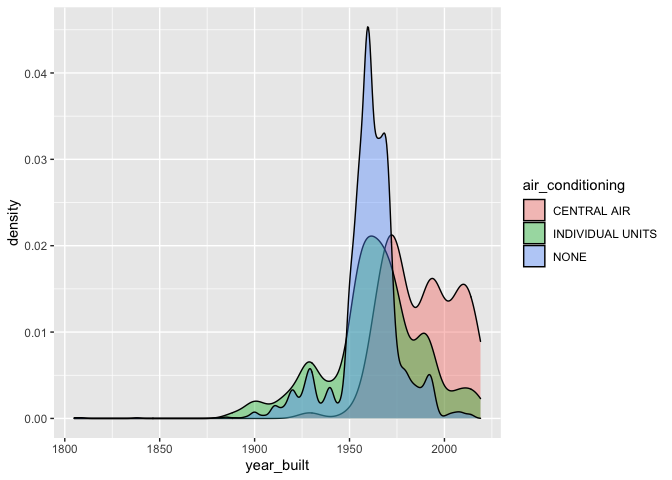 0.04
0.03
0.02
0.01
0.00
density
1800 1850 1900 1950 2000
year_built
air_conditioning
CENTRAL AIR
INDIVIDUAL UNITS
NONE